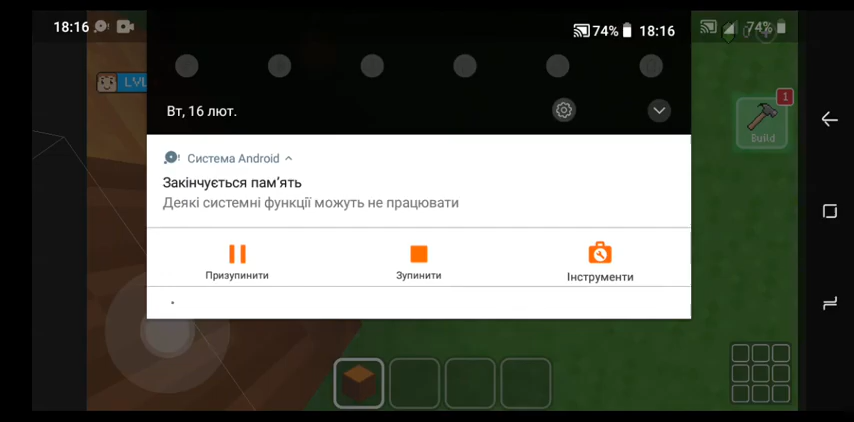 18:16
74% 18:16
74%
LVL
Вт, 16 лют.
Система Android
Закінчується пам’ять
Деякі системні функції можуть не працювати
1
Build
Призупинити
Зупинити
Інструменти